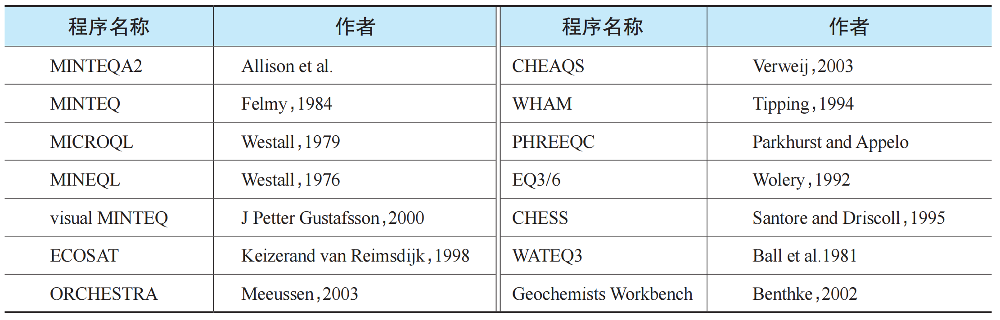 程序名称 作者 程序名称 作者
MINTEQA2 Allison et al. CHEAQS Verweij,2003
MINTEQ Felmy,1984 WHAM Tipping,1994
MICROQL Westall,1979 PHREEQC Parkhurst and Appelo
MINEQL Westall,1976 EQ3/6 Wolery,1992
visual MINTEQ J Petter Gustafsson,2000 CHESS Santore and Driscoll,1995
ECOSAT Keizerand van Reimsdijk,1998 WATEQ3 Ball et al.1981
ORCHESTRA Meeussen,2003 Geochemists Workbench Benthke,2002